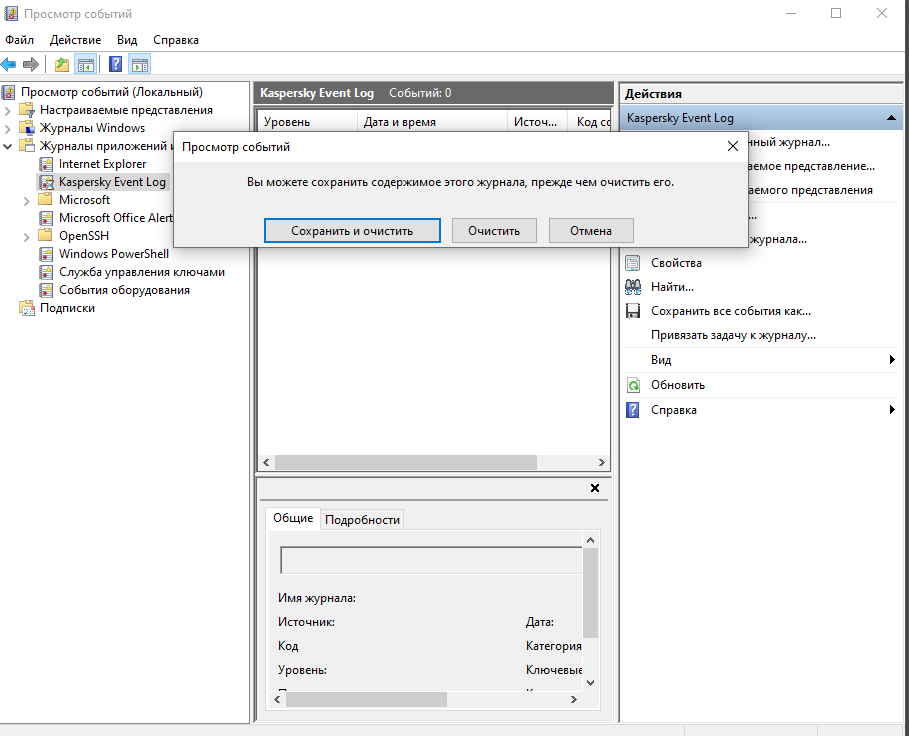 Просмотр событий
Файл Действие Вид Справка
Просмотр событий (Локальный)
Настраиваемые представления
Журналы Windows
Журналы приложений и
Internet Explorer
Kaspersky Event Log
Microsoft
Microsoft Office Alert
OpenSSH
Windows PowerShell
Служба управления ключами
События оборудования
Подписки
Kaspersky Event Log Событий: 0
Уровень Дата и время Источ... Код со
Просмотр событий
Вы можете сохранить содержимое этого журнала, прежде чем очистить его.
Сохранить и очистить Очистить Отмена
Общие Подробности
Имя журнала:
Источник: Дата:
Код Категория
Уровень: Ключевые
Действия
Kaspersky Event Log
ный журнал...
аемое представление...
аемого представления
...
журнала...
Свойства
Найти...
Сохранить все события как...
Привязать задачу к журналу...
Вид
Обновить
Справка